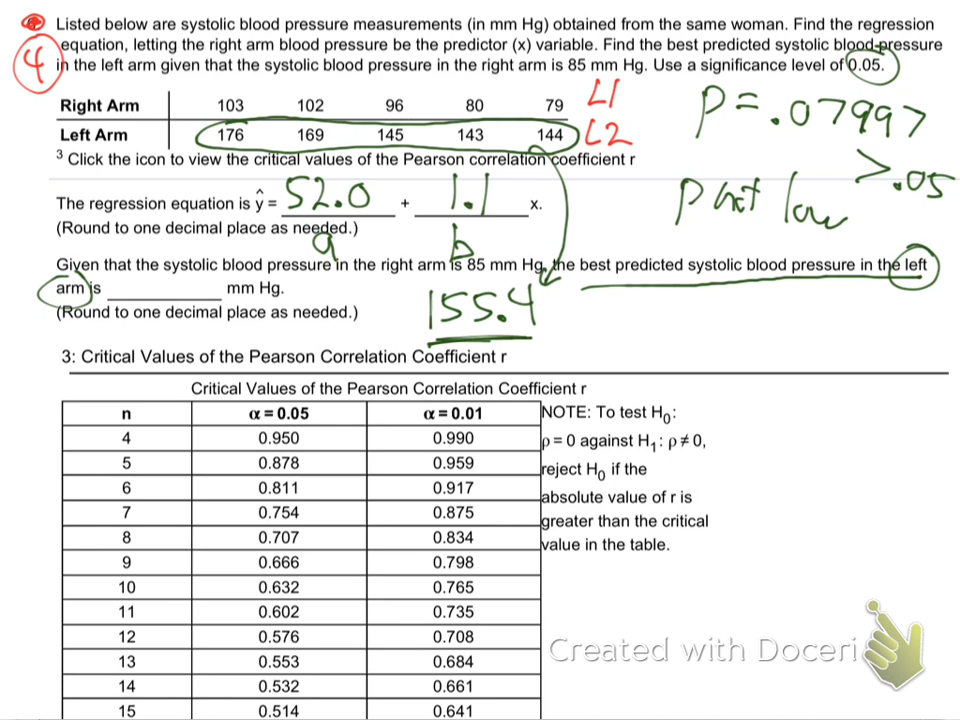 4
Listed below are systolic blood pressure measurements (in mm Hg) obtained from the same woman. Find the regression
equation, letting the right arm blood pressure be the predictor (x) variable. Find the best predicted systolic blood pressure
in the left arm given that the systolic blood pressure in the right arm is 85 mm Hg. Use a significance level of 0.05.
Right Arm 103 102 96 80 79 L1
Left Arm 176 169 145 143 144 L2
P = .07997
> .05
p not low
3 Click the icon to view the critical values of the Pearson correlation coefficient r
The regression equation is ŷ = 52.0 + 1.1 x.
(Round to one decimal place as needed.)
a b
Given that the systolic blood pressure in the right arm is 85 mm Hg, the best predicted systolic blood pressure in the left
arm is ________ mm Hg.
155.4
(Round to one decimal place as needed.)
3: Critical Values of the Pearson Correlation Coefficient r
Critical Values of the Pearson Correlation Coefficient r
n α = 0.05 α = 0.01
4 0.950 0.990
5 0.878 0.959
6 0.811 0.917
7 0.754 0.875
8 0.707 0.834
9 0.666 0.798
10 0.632 0.765
11 0.602 0.735
12 0.576 0.708
13 0.553 0.684
14 0.532 0.661
15 0.514 0.641
NOTE: To test H0:
ρ = 0 against H1: ρ ≠ 0,
reject H0 if the
absolute value of r is
greater than the critical
value in the table.
Created with Doceri